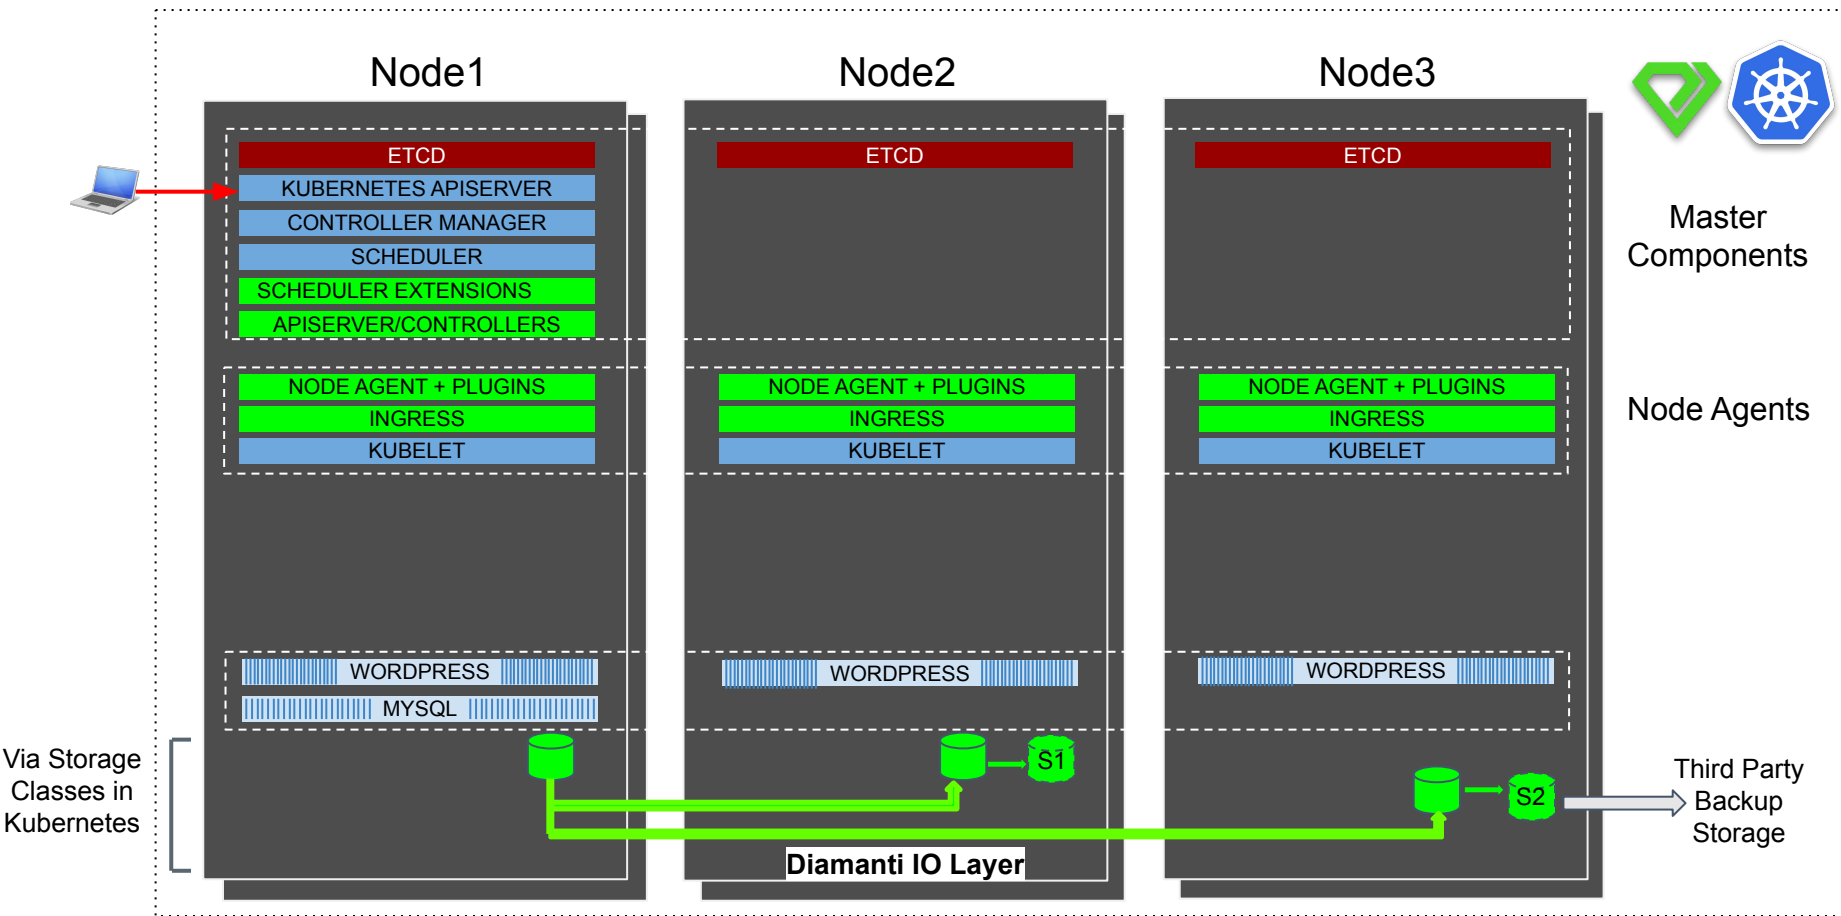 Node1
Node2
Node3
ETCD
ETCD
ETCD
KUBERNETES APISERVER
CONTROLLER MANAGER
SCHEDULER
SCHEDULER EXTENSIONS
APISERVER/CONTROLLERS
Master
Components
NODE AGENT + PLUGINS
NODE AGENT + PLUGINS
NODE AGENT + PLUGINS
INGRESS
INGRESS
INGRESS
KUBELET
KUBELET
KUBELET
Node Agents
WORDPRESS
WORDPRESS
WORDPRESS
MYSQL
Via Storage
Classes in
Kubernetes
S1
S2
Third Party
Backup
Storage
Diamanti IO Layer